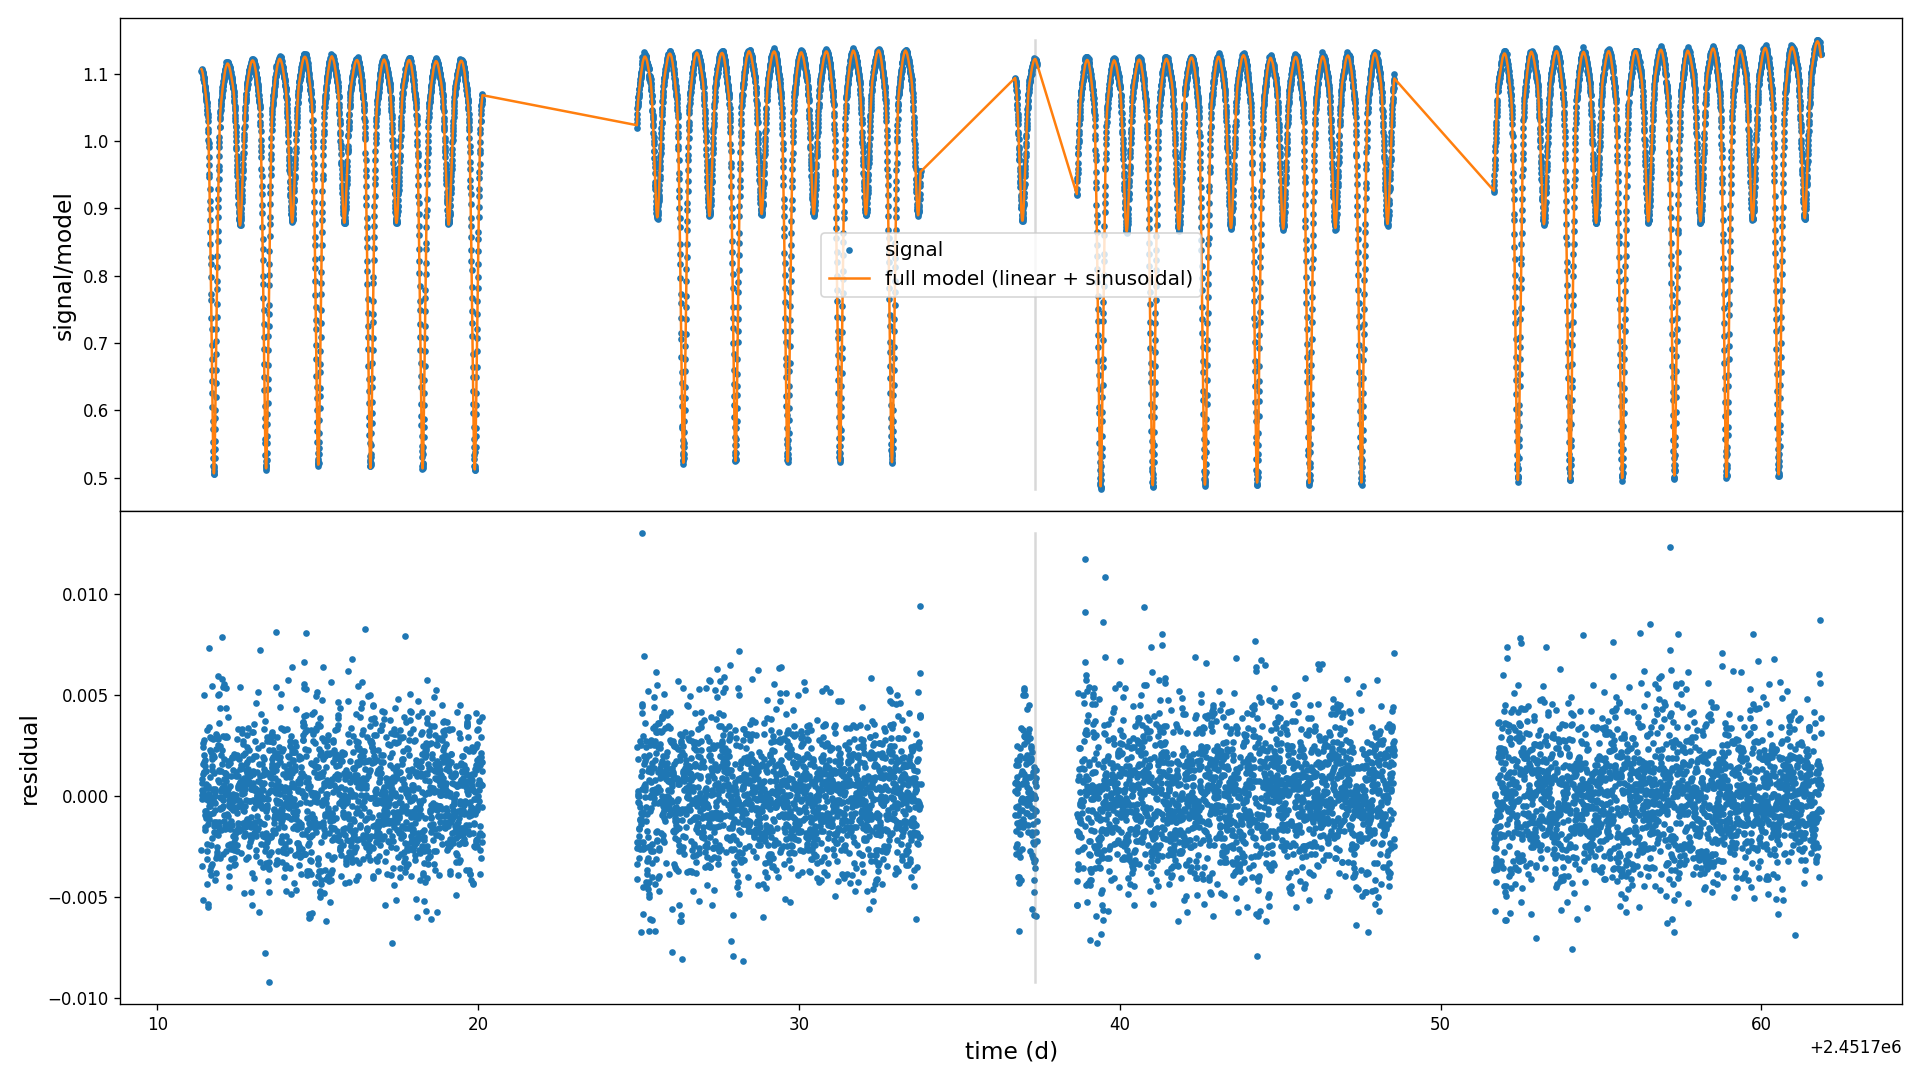 signal/model
1.1
1.0
0.9
0.8
0.7
0.6
0.5
signal
full model (linear + sinusoidal)
residual
0.010
0.005
0.000
−0.005
−0.010
10 20 30 40 50 60
time (d)
+2.4517e6